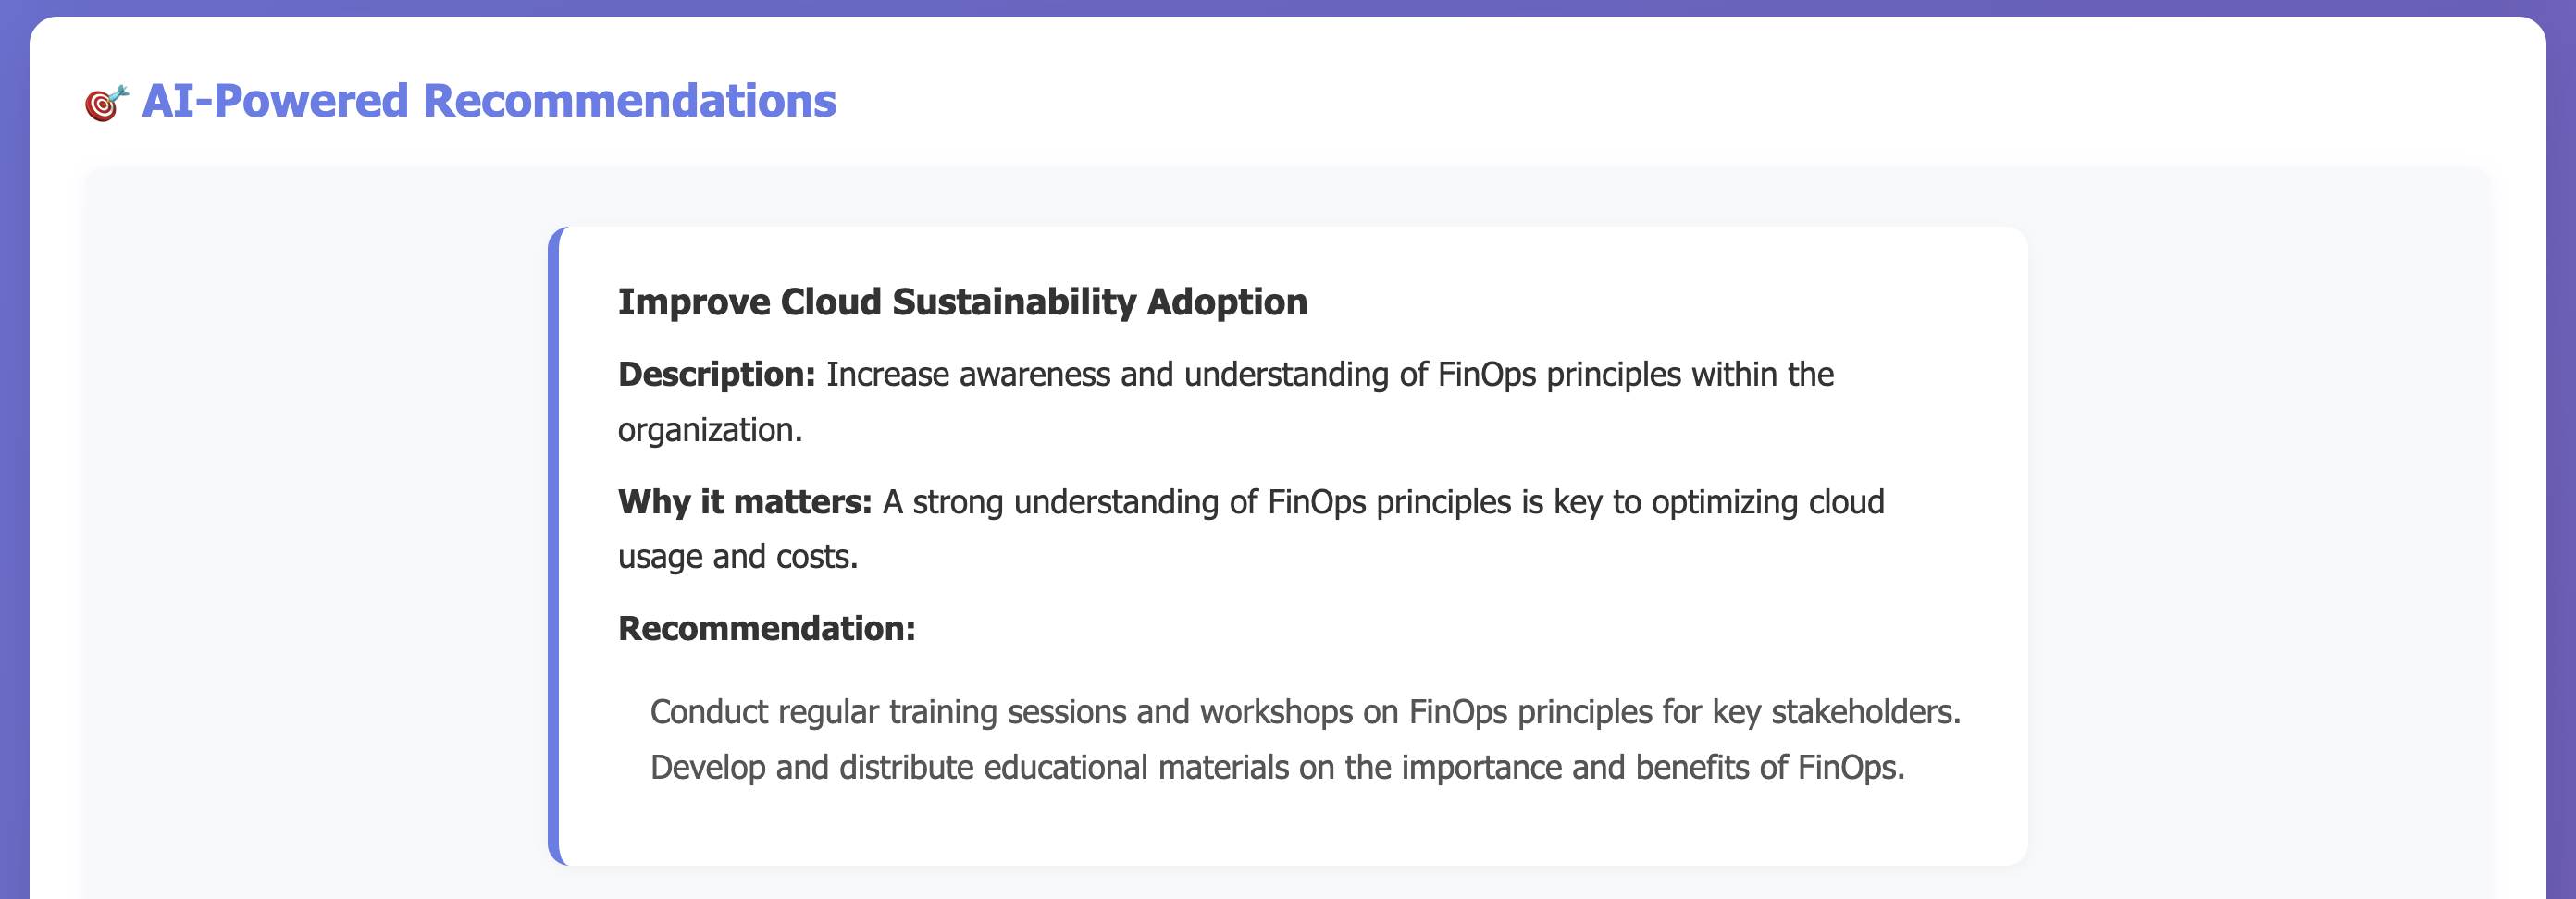 🎯 AI-Powered Recommendations
Improve Cloud Sustainability Adoption
Description: Increase awareness and understanding of FinOps principles within the
organization.
Why it matters: A strong understanding of FinOps principles is key to optimizing cloud
usage and costs.
Recommendation:
Conduct regular training sessions and workshops on FinOps principles for key stakeholders.
Develop and distribute educational materials on the importance and benefits of FinOps.